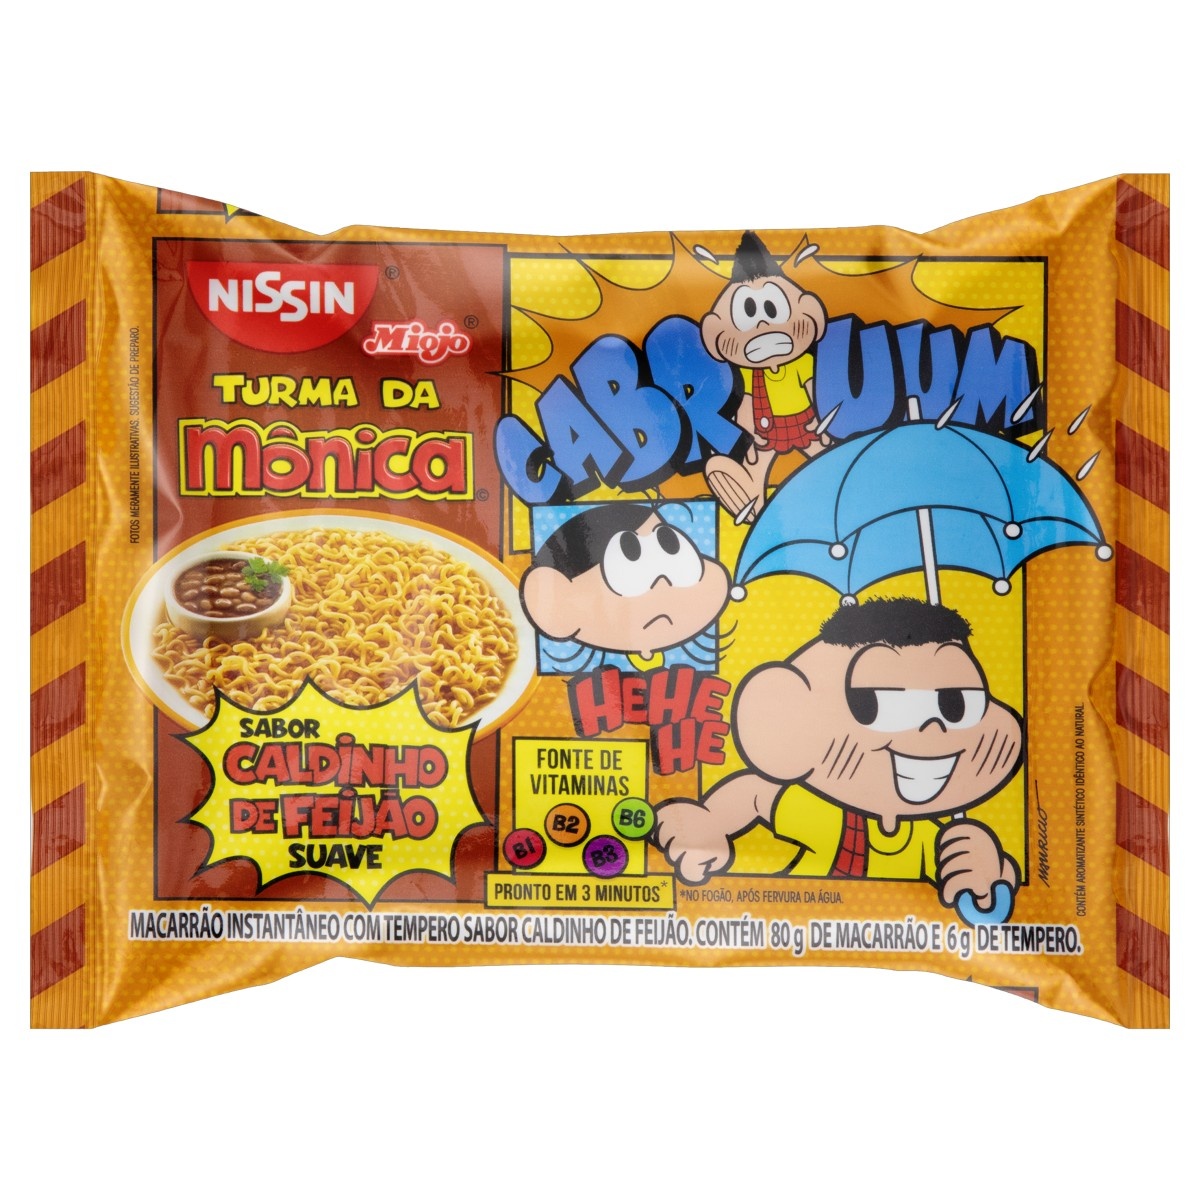 NISSIN ®
Miojo ®
TURMA DA
MÔNICA ©
FOTOS MERAMENTE ILUSTRATIVAS. SUGESTÃO DE PREPARO.
CABRUUUM
HEHE
HE
SABOR
CALDINHO
DE FEIJÃO
SUAVE
FONTE DE
VITAMINAS
B1 B2 B3 B6
PRONTO EM 3 MINUTOS*
*NO FOGÃO, APÓS FERVURA DA ÁGUA.
MAURICIO
CONTÉM AROMATIZANTE SINTÉTICO IDÊNTICO AO NATURAL.
MACARRÃO INSTANTÂNEO COM TEMPERO SABOR CALDINHO DE FEIJÃO. CONTÉM 80 g DE MACARRÃO E 6 g DE TEMPERO.